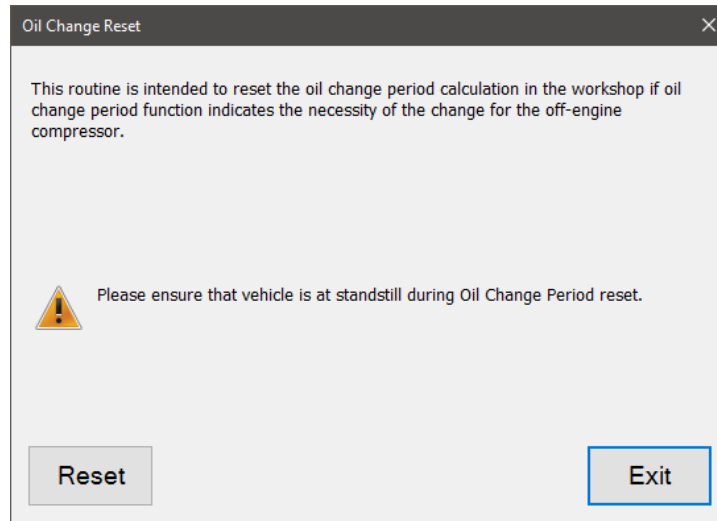 Oil Change Reset
This routine is intended to reset the oil change period calculation in the workshop if oil
change period function indicates the necessity of the change for the off-engine
compressor.
Please ensure that vehicle is at standstill during Oil Change Period reset.
Reset
Exit